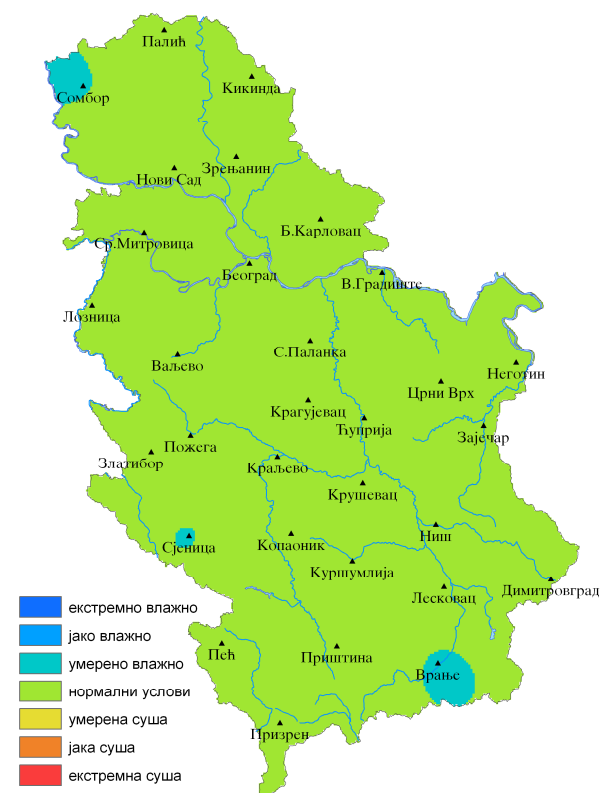 Палић
Кикинда
Сомбор
Зрењанин
Нови Сад
Б.Карловац
Ср.Митровица
Београд
В.Градиште
Лозница
С.Паланка
Ваљево
Неготин
Црни Врх
Крагујевац
Ћуприја
Зајечар
Пожега
Златибор
Краљево
Крушевац
Ниш
Сјеница
Копаоник
Куршумлија
Димитровград
Лесковац
Пећ
Приштина
Врање
Призрен
екстремно влажно
јако влажно
умерено влажно
нормални услови
умерена суша
јака суша
екстремна суша